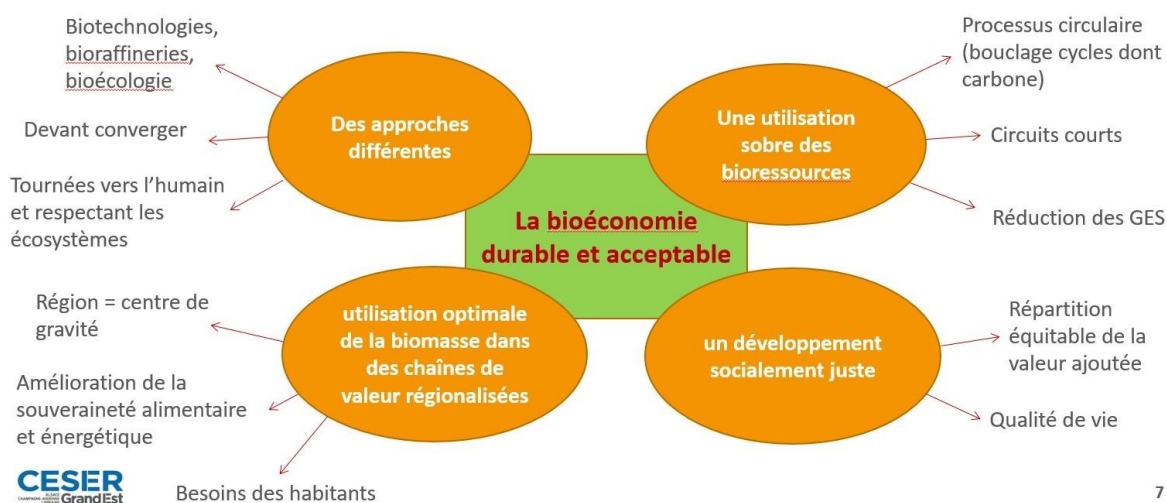 Biotechnologies,
bioraffineries,
bioécologie
Devant converger
Tournées vers l'humain
et respectant les
écosystèmes
Des approches
différentes
Une utilisation
sobre des
bioressources
Processus circulaire
(bouclage cycles dont
carbone)
Circuits courts
Réduction des GES
La bioéconomie
durable et acceptable
Région = centre de
gravité
Amélioration de la
souveraineté alimentaire
et énergétique
Besoins des habitants
utilisation optimale
de la biomasse dans
des chaînes de
valeur régionalisées
un développement
socialement juste
Répartition
équitable de la
valeur ajoutée
Qualité de vie
CESER
GrandEst
7